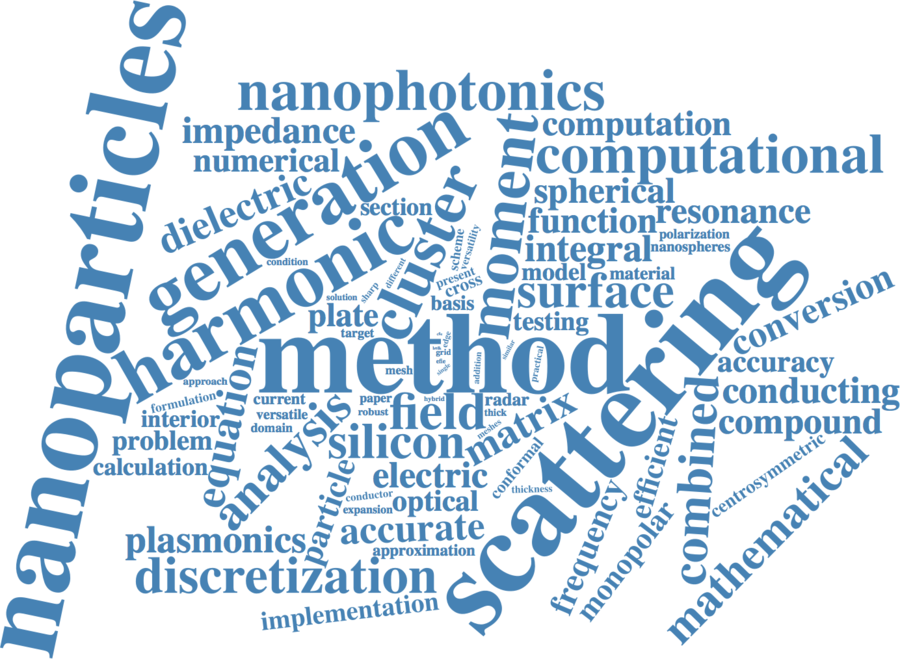 nanoparticles
nanophotonics
impedance
numerical
generation
dielectric
harmonic
section
cluster
moment
computation
computational
spherical
function
resonance
polarization
integral
nanospheres
model
material
surface
testing
scheme
versatility
condition
different
sharp
solution
present
cross
basis
plate
target
method
edge
grid
efie
single
mesh
addition
similar
practical
scattering
conversion
accuracy
conducting
compound
combined
centrosymmetric
mathematical
approach
formulation
interior
problem
calculation
equation
current
versatile
domain
analysis
paper
robust
hybrid
field
radar
thick
matrix
meshes
silicon
electric
conformal
thickness
particle
conductor
expansion
optical
accurate
approximation
plasmonics
discretization
implementation
frequency
monopolar
efficient